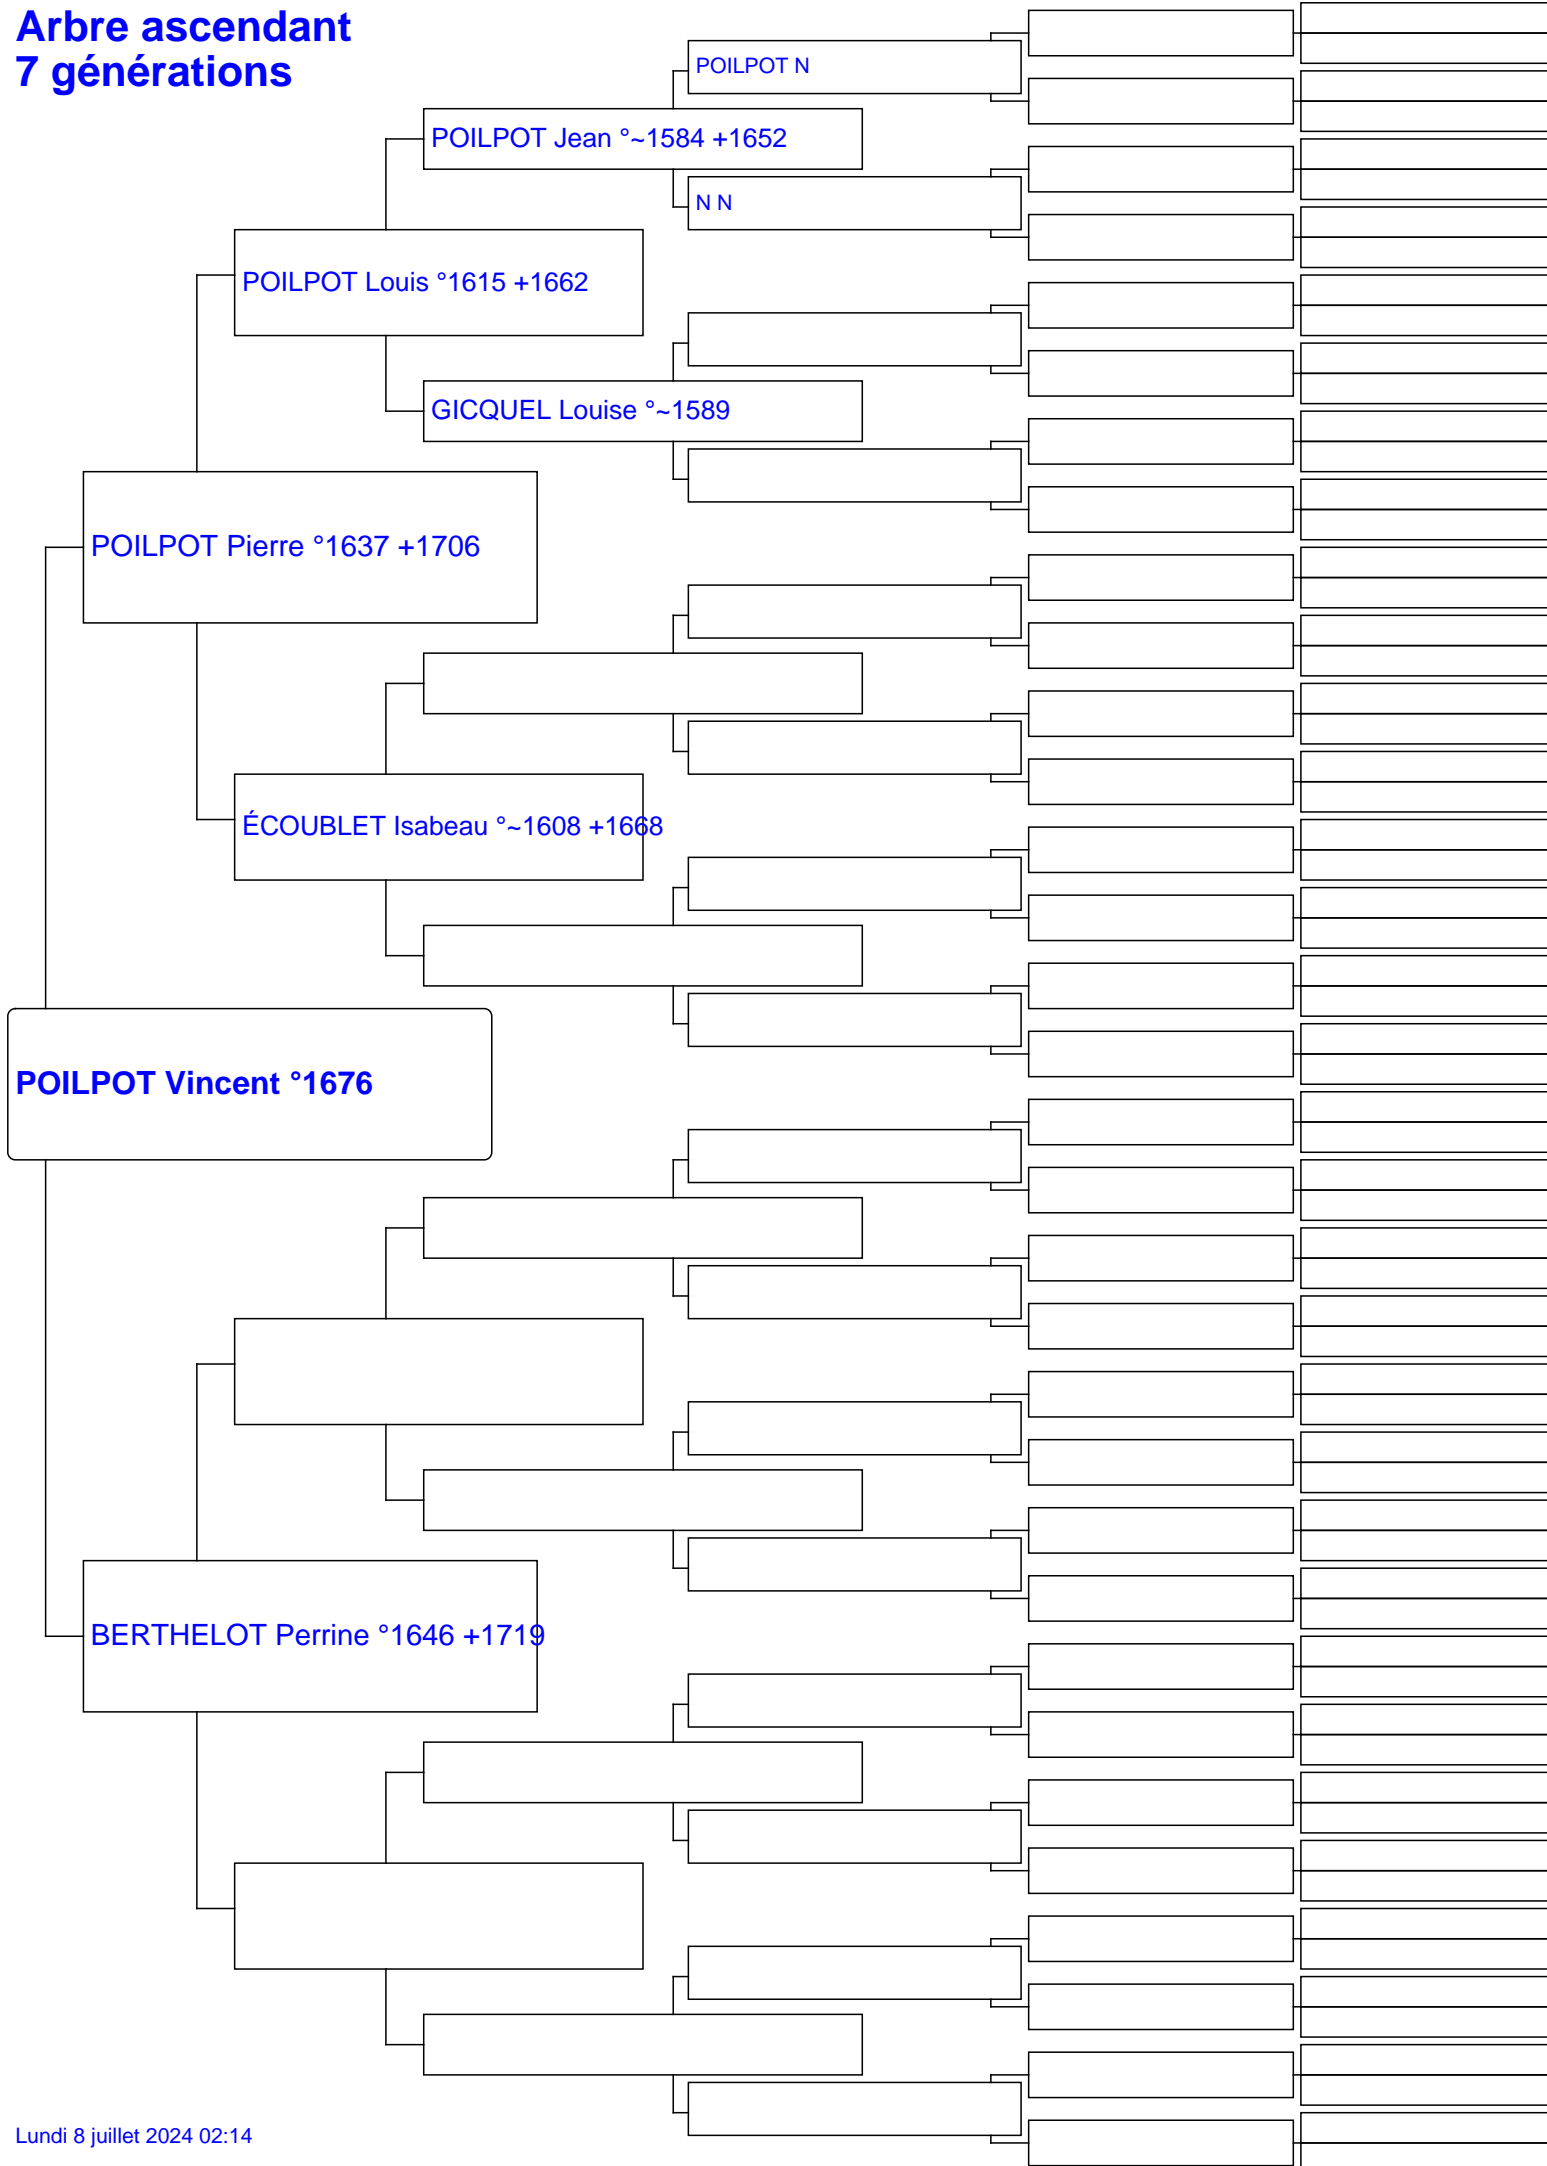 Arbre ascendant
7 générations
POILPOT N
POILPOT Jean °~1584 +1652
N N
POILPOT Louis °1615 +1662
GICQUEL Louise °~1589
POILPOT Pierre °1637 +1706
ÉCOUBLET Isabeau °~1608 +1668
POILPOT Vincent °1676
BERTHELOT Perrine °1646 +1719
Lundi 8 juillet 2024 02:14